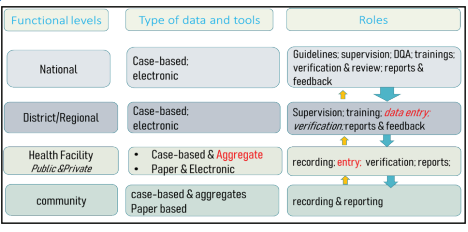 Functional levels
Type of data and tools
Roles
National
Case-based;
electronic
Guidelines; supervision; DQA; trainings;
verification & review; reports &
feedback
District/Regional
Case-based;
electronic
Supervision; training; data entry;
verification;reports & feedback
Health Facility
Public &Private
• Case-based & Aggregate
• Paper & Electronic
recording; entry; verification; reports;
community
case-based & aggregates
Paper based
recording & reporting